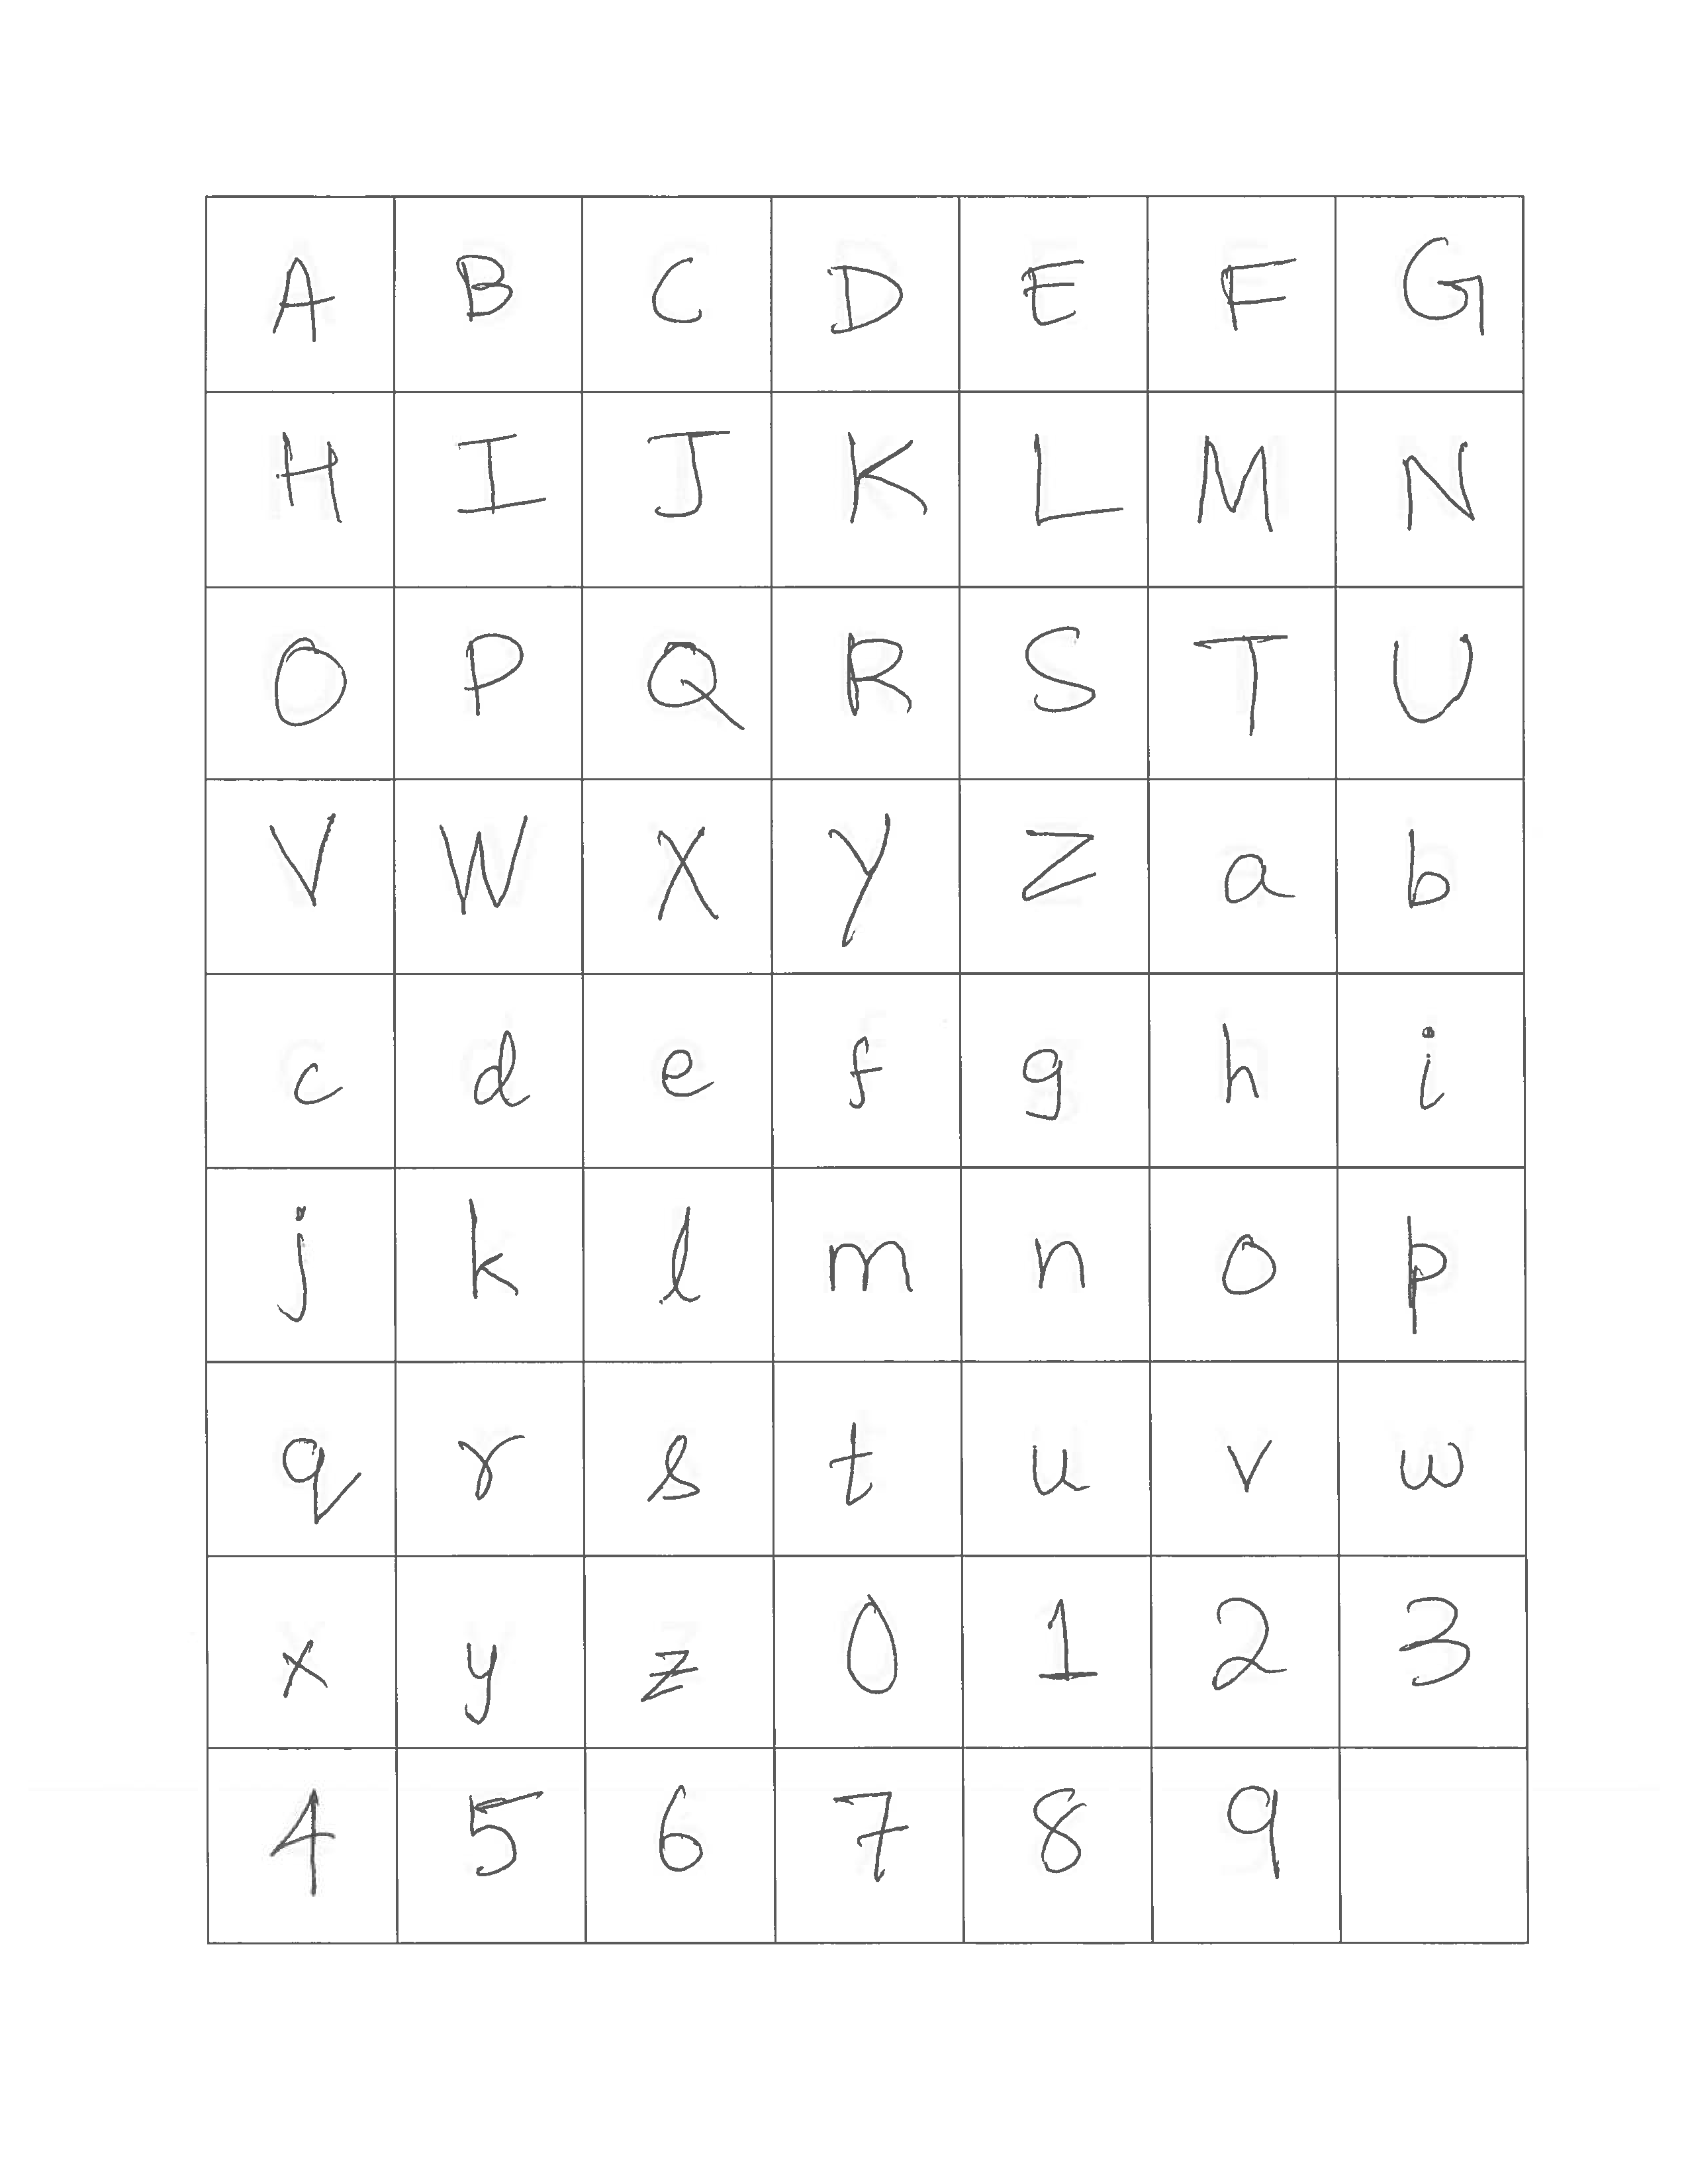 A B C D E F G
H I J K L M N
O P Q R S T U
V W X Y Z a b
c d e f g h i
j k l m n o p
q r s t u v w
x y z 0 1 2 3
4 5 6 7 8 9